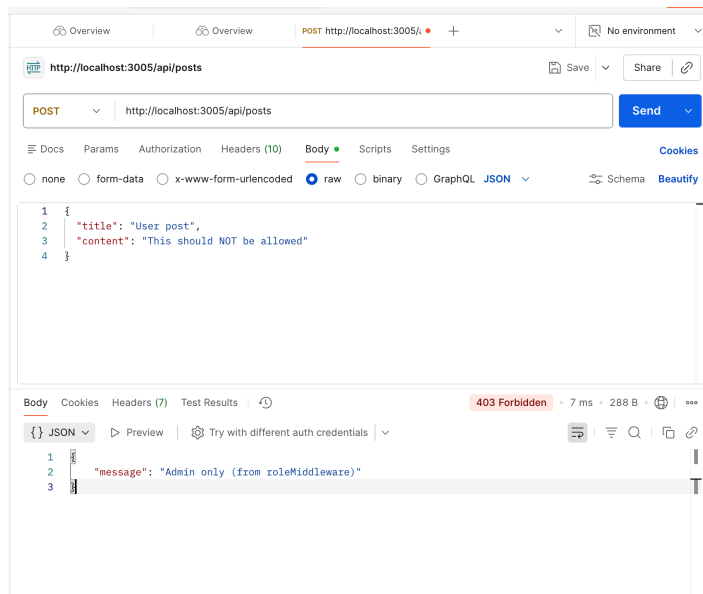 Overview
Overview
POST http://localhost:3005/a
No environment
HTTP http://localhost:3005/api/posts
Save
Share
POST
http://localhost:3005/api/posts
Send
Docs Params Authorization Headers (10) Body Scripts Settings
Cookies
none form-data x-www-form-urlencoded raw binary GraphQL JSON
Schema Beautify
1 {
2 "title": "User post",
3 "content": "This should NOT be allowed"
4 }
Body Cookies Headers (7) Test Results
403 Forbidden 7 ms 288 B
{} JSON Preview Try with different auth credentials
1 {
2 "message": "Admin only (from roleMiddleware)"
3 }